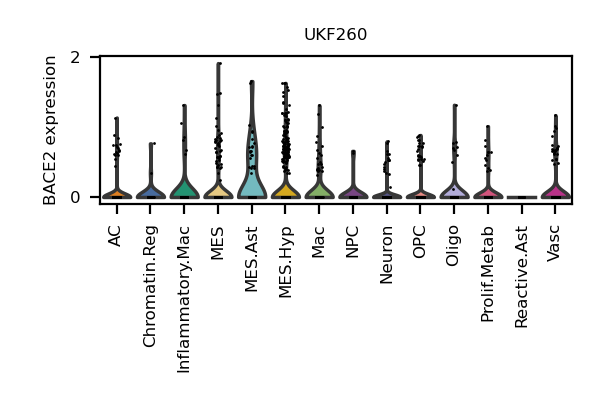 UKF260
BACE2 expression
2
0
AC
Chromatin.Reg
Inflammatory.Mac
MES
MES.Ast
MES.Hyp
Mac
NPC
Neuron
OPC
Oligo
Prolif.Metab
Reactive.Ast
Vasc